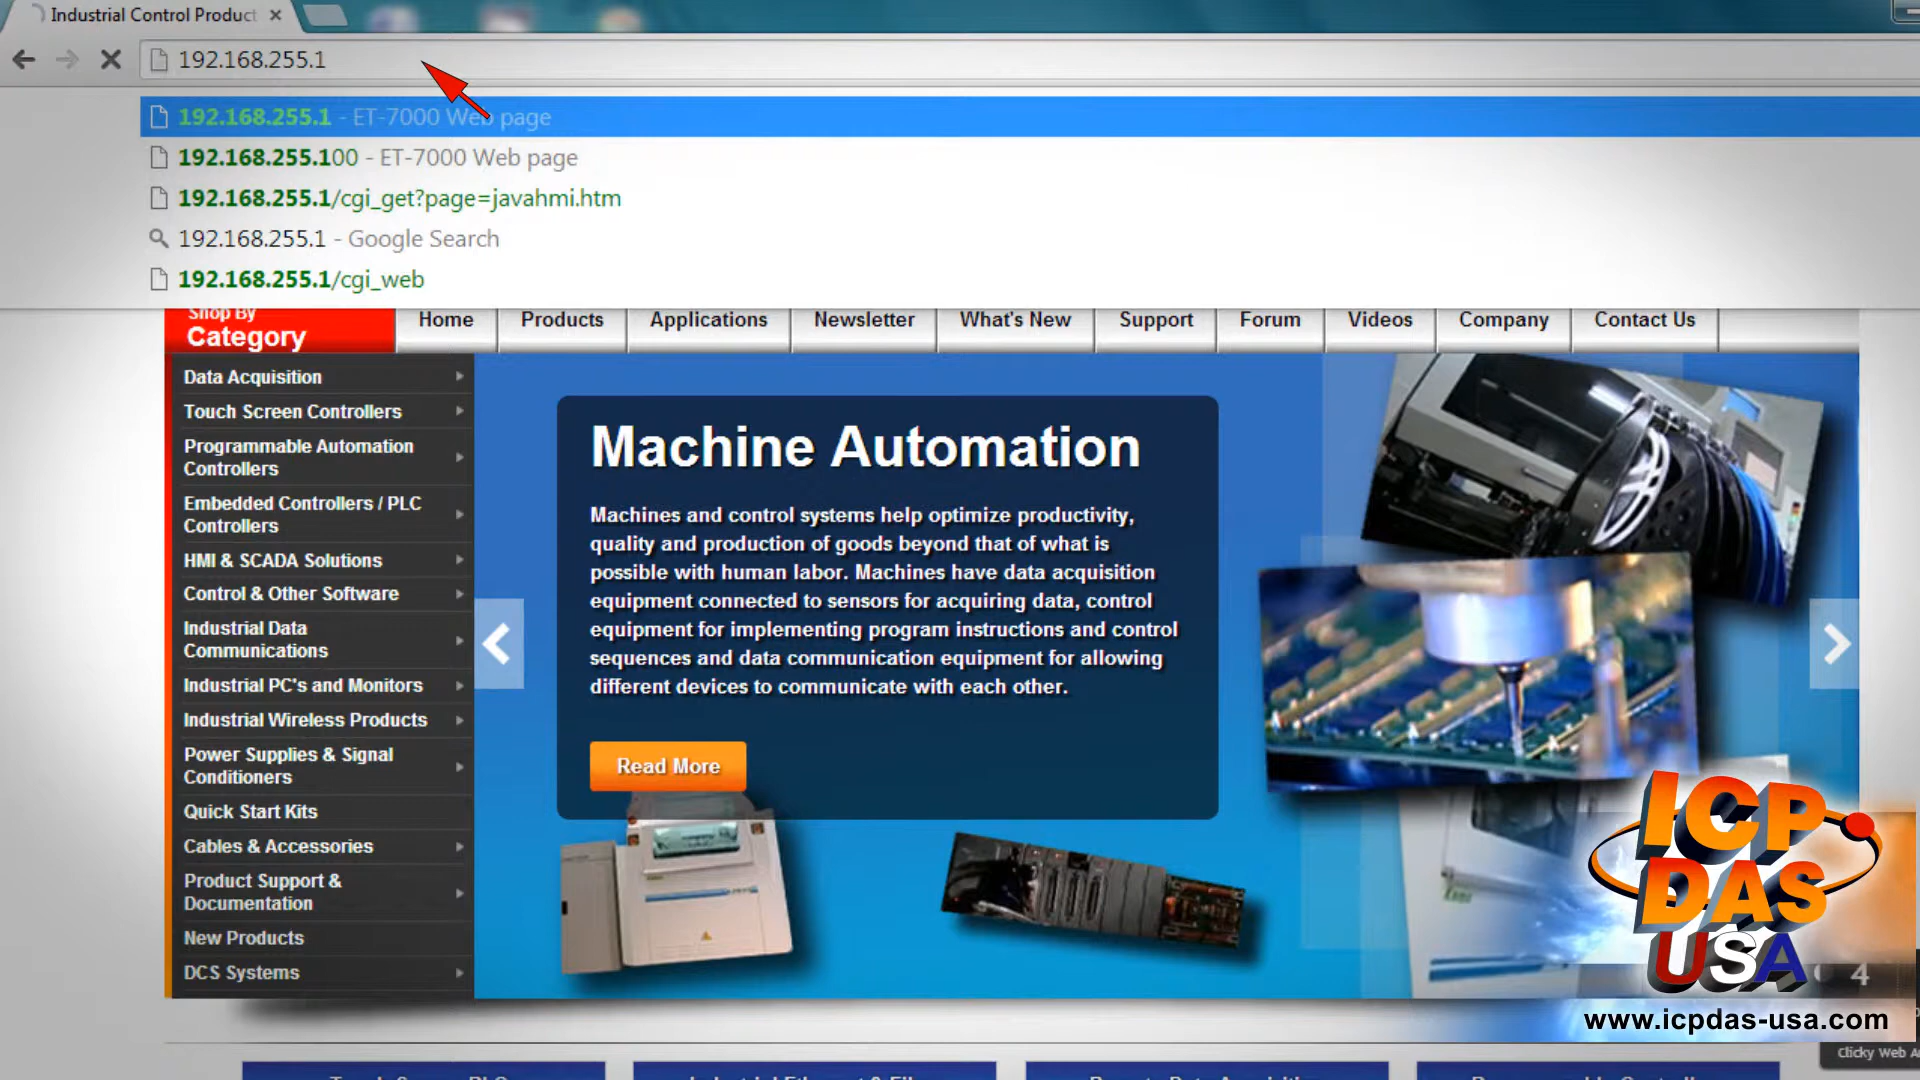 Industrial Control Product
192.168.255.1
192.168.255.1 - ET-7000 Web page
192.168.255.100 - ET-7000 Web page
192.168.255.1/cgi_get?page=javahmi.htm
192.168.255.1 - Google Search
192.168.255.1/cgi_web
Shop By
Category
Home
Products
Applications
Newsletter
What's New
Support
Forum
Videos
Company
Contact Us
Data Acquisition
Touch Screen Controllers
Programmable Automation
Controllers
Embedded Controllers / PLC
Controllers
HMI & SCADA Solutions
Control & Other Software
Industrial Data
Communications
Industrial PC's and Monitors
Industrial Wireless Products
Power Supplies & Signal
Conditioners
Quick Start Kits
Cables & Accessories
Product Support &
Documentation
New Products
DCS Systems
Machine Automation
Machines and control systems help optimize productivity,
quality and production of goods beyond that of what is
possible with human labor. Machines have data acquisition
equipment connected to sensors for acquiring data, control
equipment for implementing program instructions and control
sequences and data communication equipment for allowing
different devices to communicate with each other.
Read More
ICP
DAS
USA
4
www.icpdas-usa.com
Clicky Web